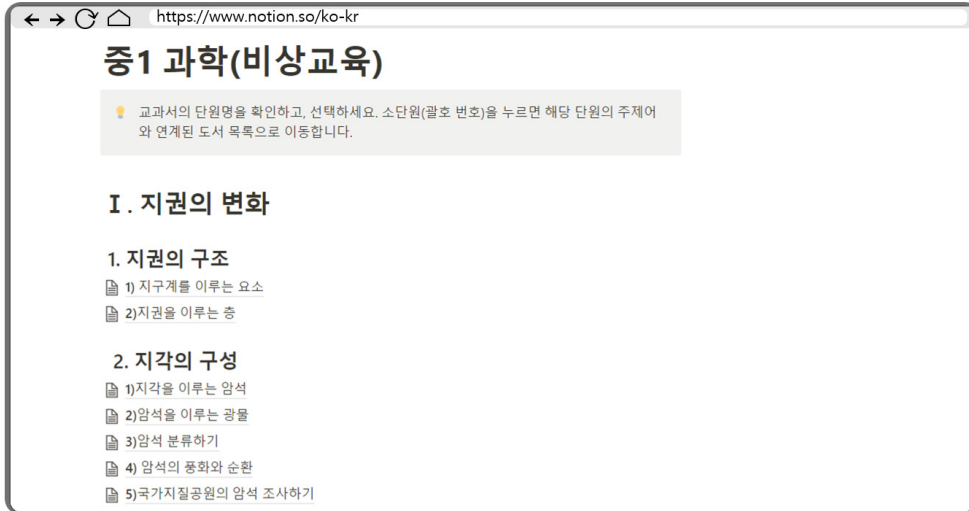 https://www.notion.so/ko-kr
중1 과학(비상교육)
교과서의 단원명을 확인하고, 선택하세요. 소단원(괄호 번호)을 누르면 해당 단원의 주제어
와 연계된 도서 목록으로 이동합니다.
Ⅰ. 지권의 변화
1. 지권의 구조
1) 지구계를 이루는 요소
2)지권을 이루는 층
2. 지각의 구성
1)지각을 이루는 암석
2)암석을 이루는 광물
3)암석 분류하기
4) 암석의 풍화와 순환
5)국가지질공원의 암석 조사하기